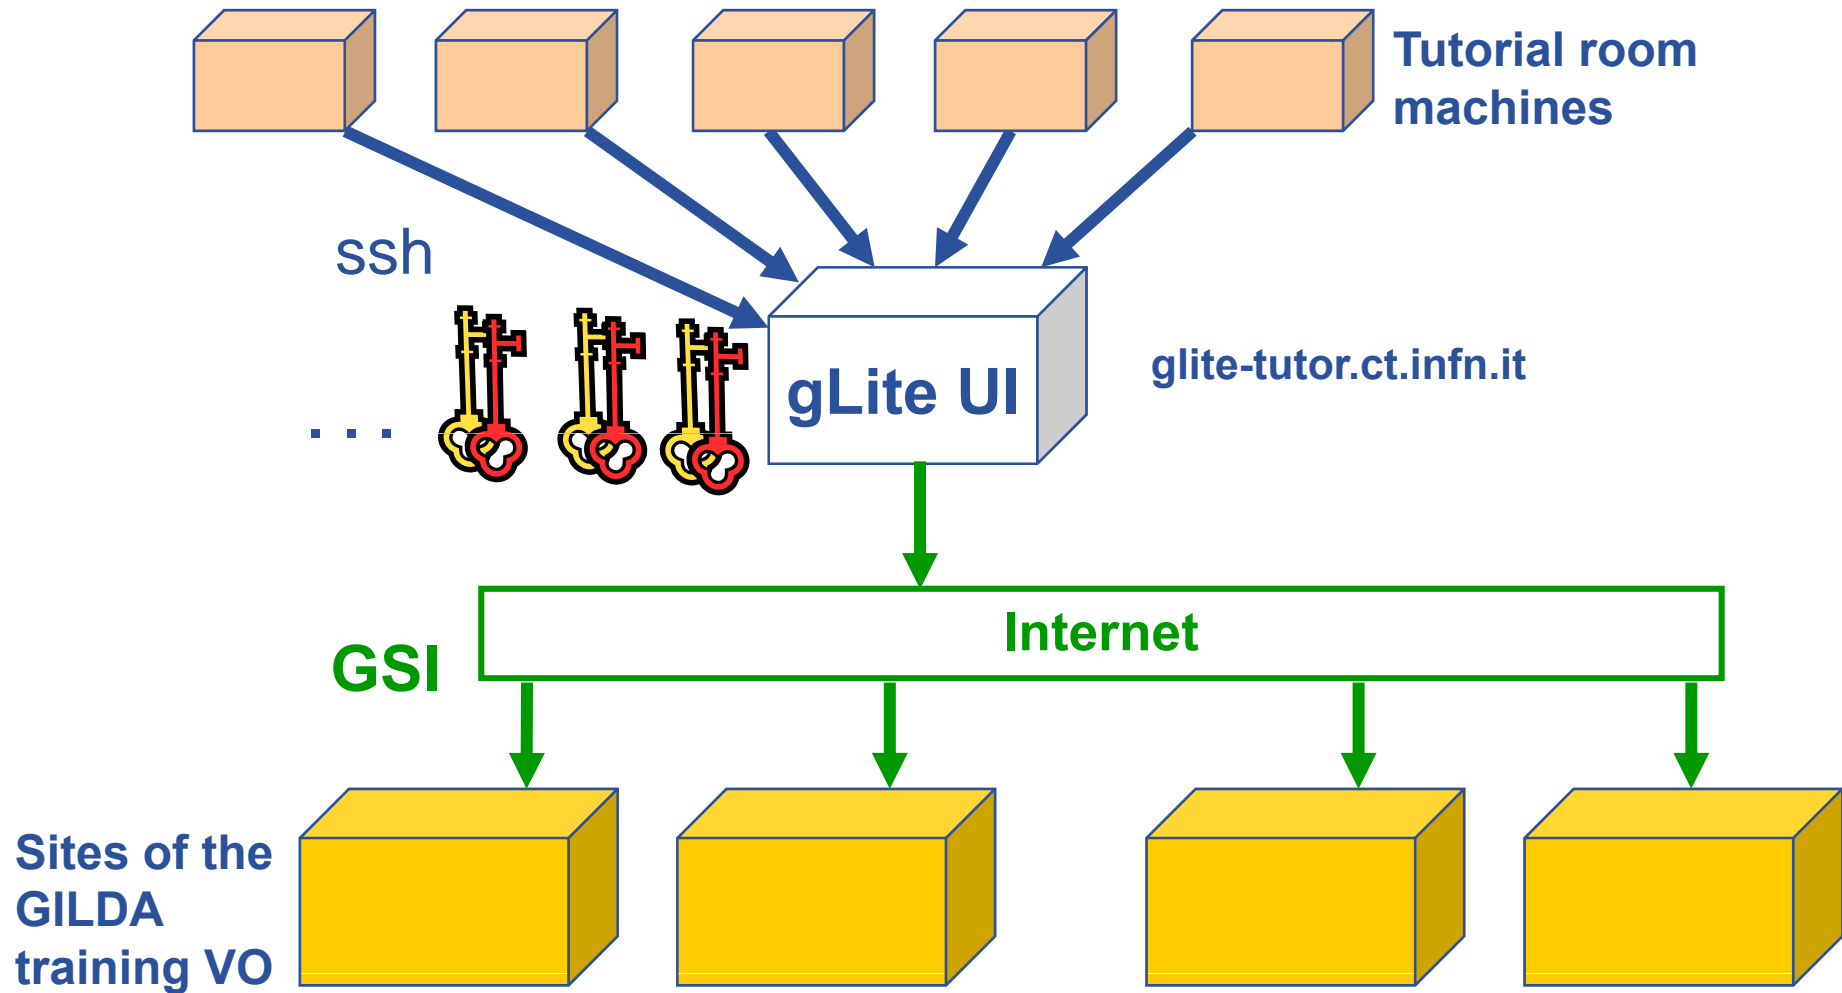 Tutorial room
machines
ssh
glite-tutor.ct.infn.it
gLite UI
. . .
Internet
GSI
Sites of the
GILDA
training VO